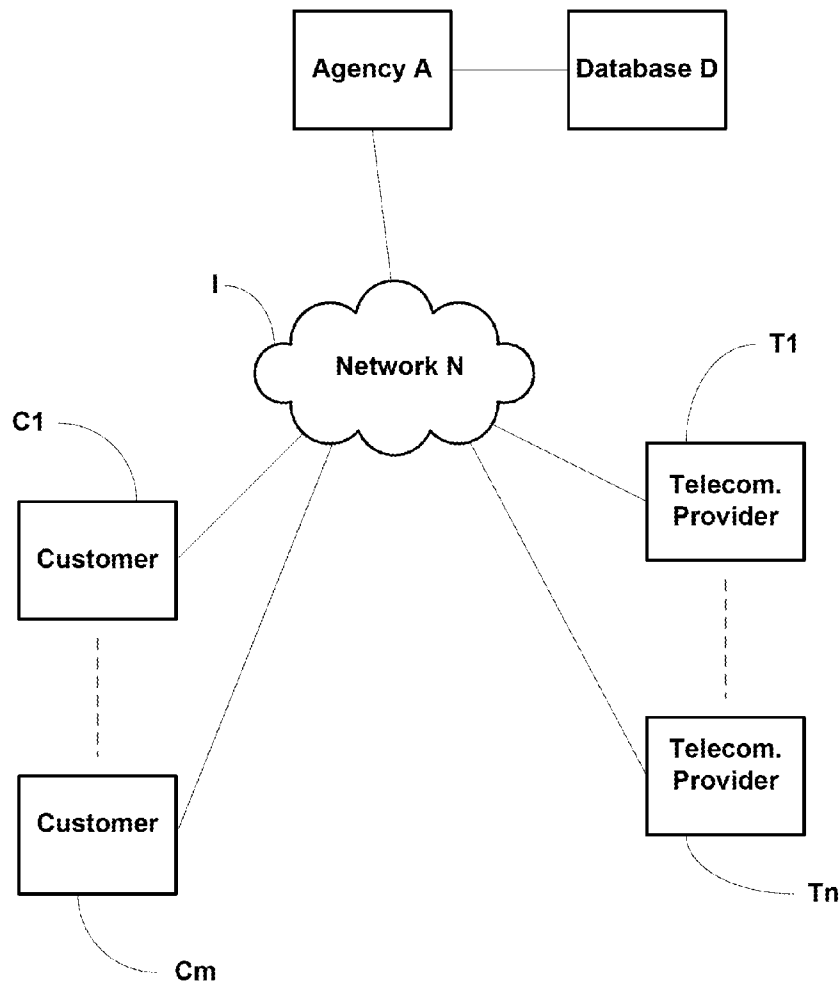 Agency A
Database D
I
Network N
T1
C1
Telecom.
Provider
Customer
Telecom.
Provider
Customer
Tn
Cm